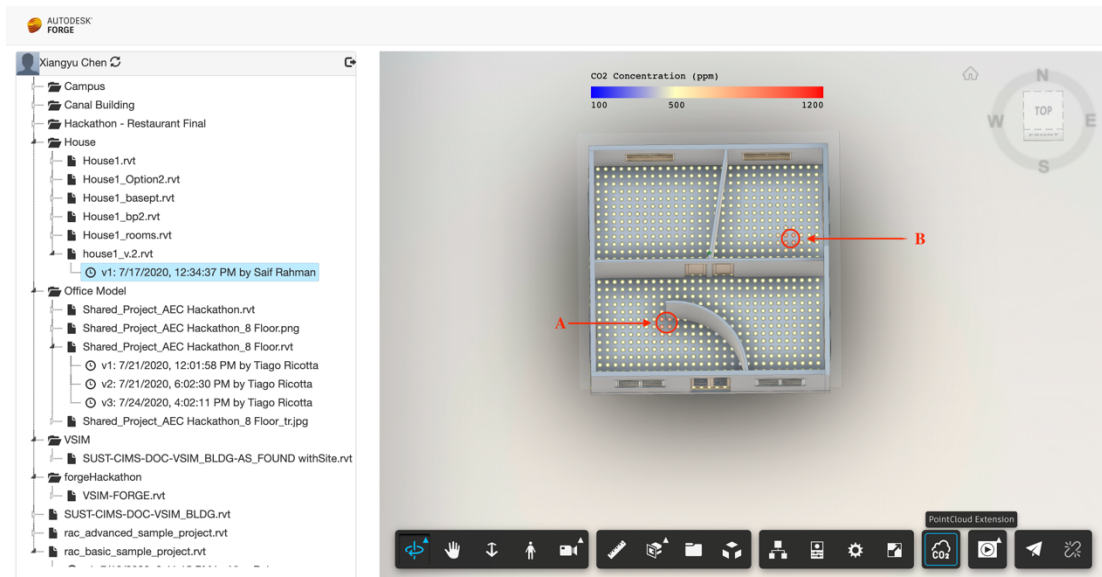 AUTODESK
FORGE
Xiangyu Chen
Campus
Canal Building
Hackathon - Restaurant Final
House
House1.rvt
House1_Option2.rvt
House1_basept.rvt
House1_bp2.rvt
House1_rooms.rvt
house1_v.2.rvt
v1: 7/17/2020, 12:34:37 PM by Saif Rahman
Office Model
Shared_Project_AEC Hackathon.rvt
Shared_Project_AEC Hackathon_8 Floor.png
Shared_Project_AEC Hackathon_8 Floor.rvt
v1: 7/21/2020, 12:01:58 PM by Tiago Ricotta
v2: 7/21/2020, 6:02:30 PM by Tiago Ricotta
v3: 7/24/2020, 4:02:11 PM by Tiago Ricotta
Shared_Project_AEC Hackathon_8 Floor_tr.jpg
VSIM
SUST-CIMS-DOC-VSIM_BLDG-AS_FOUND withSite.rvt
forgeHackathon
VSIM-FORGE.rvt
SUST-CIMS-DOC-VSIM_BLDG.rvt
rac_advanced_sample_project.rvt
rac_basic_sample_project.rvt
CO2 Concentration (ppm)
100 500 1200
N
W TOP E
S
B
A
PointCloud Extension
CO2